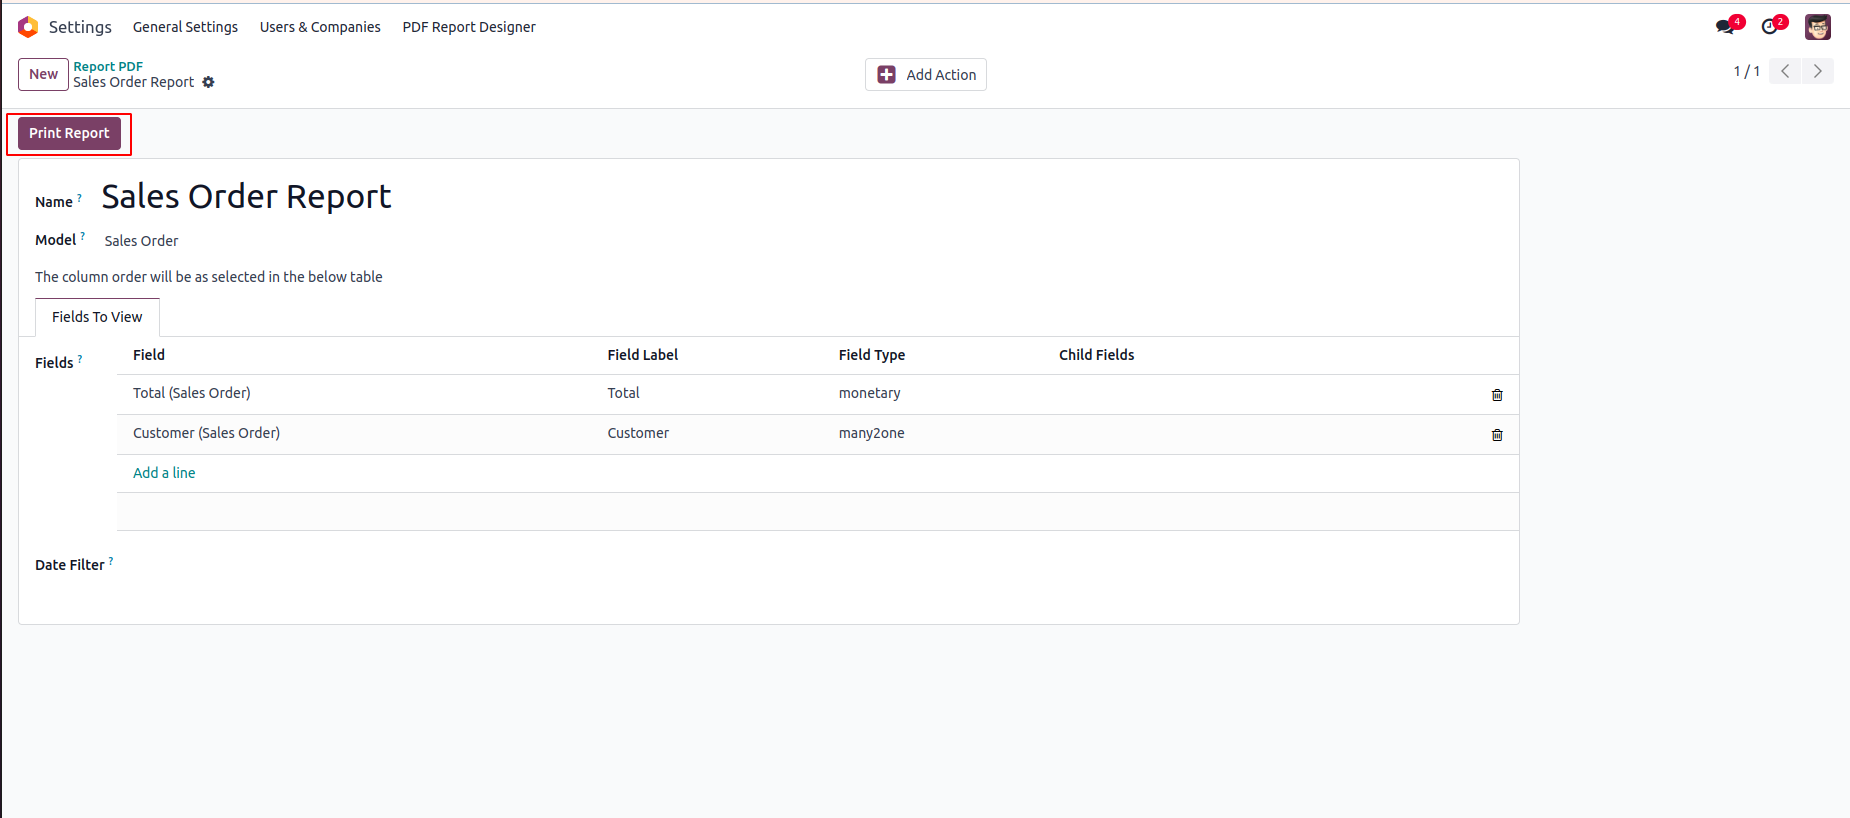 Settings General Settings Users & Companies PDF Report Designer 4 2
New Report PDF
Sales Order Report
Add Action
1 / 1
Print Report
Name ? Sales Order Report
Model ? Sales Order
The column order will be as selected in the below table
Fields To View
Fields ? Field Field Label Field Type Child Fields
Total (Sales Order) Total monetary
Customer (Sales Order) Customer many2one
Add a line
Date Filter ?